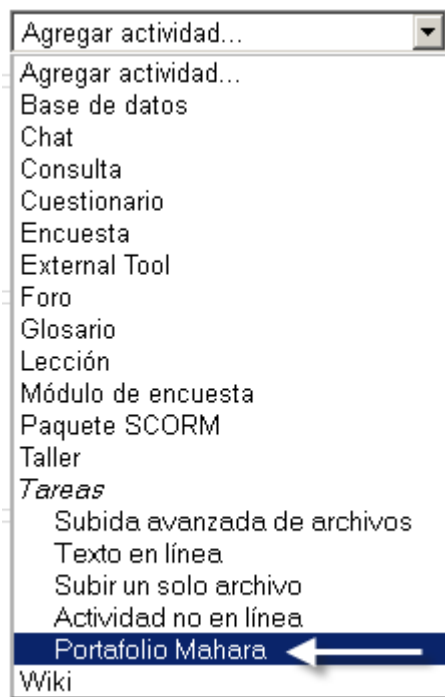 Agregar actividad...
Agregar actividad...
Base de datos
Chat
Consulta
Cuestionario
Encuesta
External Tool
Foro
Glosario
Lección
Módulo de encuesta
Paquete SCORM
Taller
Tareas
Subida avanzada de archivos
Texto en línea
Subir un solo archivo
Actividad no en línea
Portafolio Mahara
Wiki